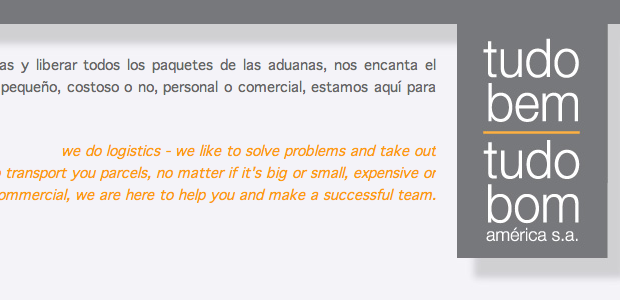 as y liberar todos los paquetes de las aduanas, nos encanta el
pequeño, costoso o no, personal o comercial, estamos aquí para
we do logistics - we like to solve problems and take out
transport you parcels, no matter if it's big or small, expensive or
ommercial, we are here to help you and make a successful team.
tudo
bem
tudo
bom
américa s.a.